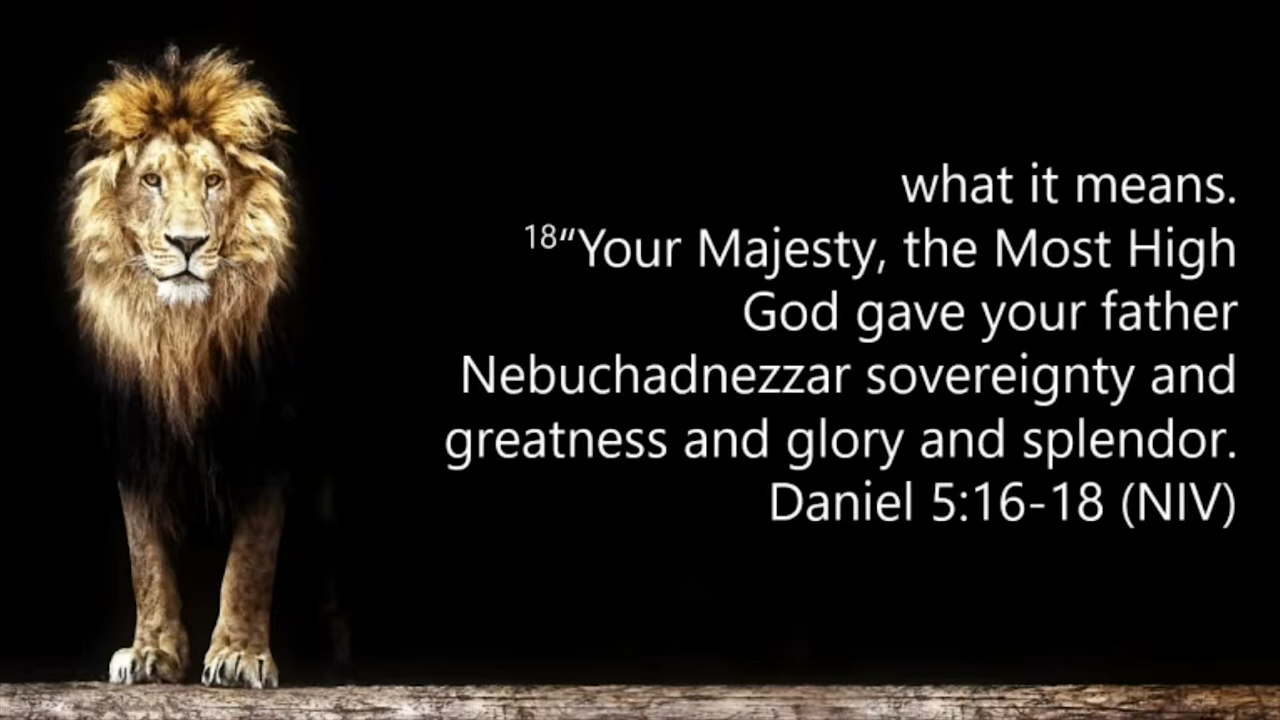 what it means.
18"Your Majesty, the Most High
God gave your father
Nebuchadnezzar sovereignty and
greatness and glory and splendor.
Daniel 5:16-18 (NIV)